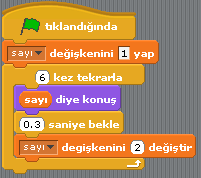 tıklandığında
sayı değişkenini 1 yap
6 kez tekrarla
sayı diye konuş
0.3 saniye bekle
sayı degişkenini 2 değiştir